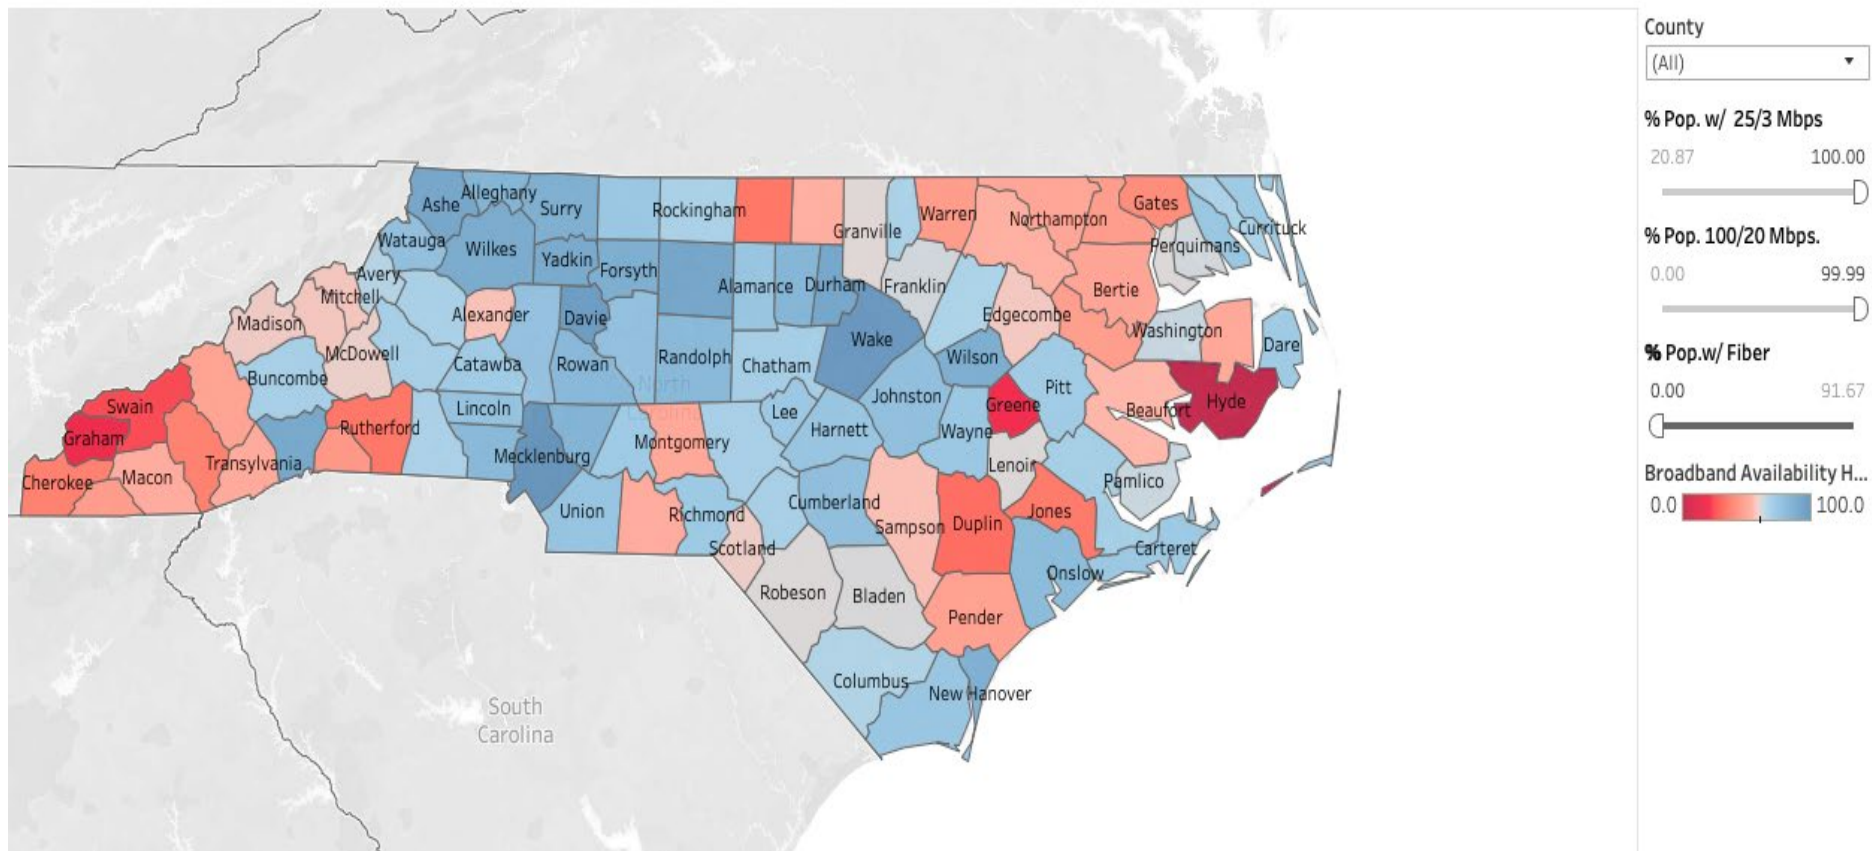 County
(All)
% Pop. w/ 25/3 Mbps
20.87 100.00
% Pop. 100/20 Mbps.
0.00 99.99
% Pop.w/ Fiber
0.00 91.67
Broadband Availability H...
0.0 100.0
Ashe
Alleghany
Surry
Rockingham
Granville
Warren
Northampton
Gates
Currituck
Perquimans
Watauga
Wilkes
Yadkin
Forsyth
Alamance
Durham
Franklin
Bertie
Avery
Mitchell
Madison
Alexander
Davie
Edgecombe
Washington
Dare
McDowell
Buncombe
Catawba
Rowan
Randolph
Chatham
Wake
Wilson
Pitt
Swain
Graham
Rutherford
Lincoln
North
Carolina
Lee
Johnston
Greene
Beaufort
Hyde
Cherokee
Macon
Transylvania
Mecklenburg
Montgomery
Harnett
Wayne
Lenoir
Pamlico
Union
Richmond
Cumberland
Sampson
Duplin
Jones
Scotland
Carteret
Onslow
Robeson
Bladen
Pender
Columbus
New Hanover
South
Carolina